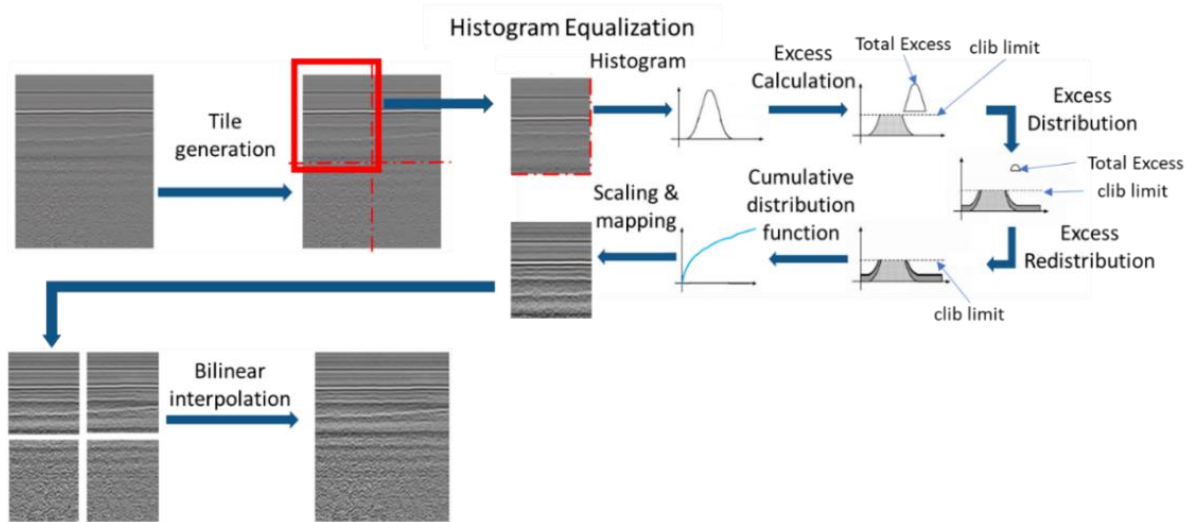 Histogram Equalization
Tile
generation
Histogram
Excess
Calculation
Total Excess
clib limit
Excess
Distribution
Total Excess
clib limit
Excess
Redistribution
clib limit
Cumulative
distribution
function
Scaling &
mapping
Bilinear
interpolation